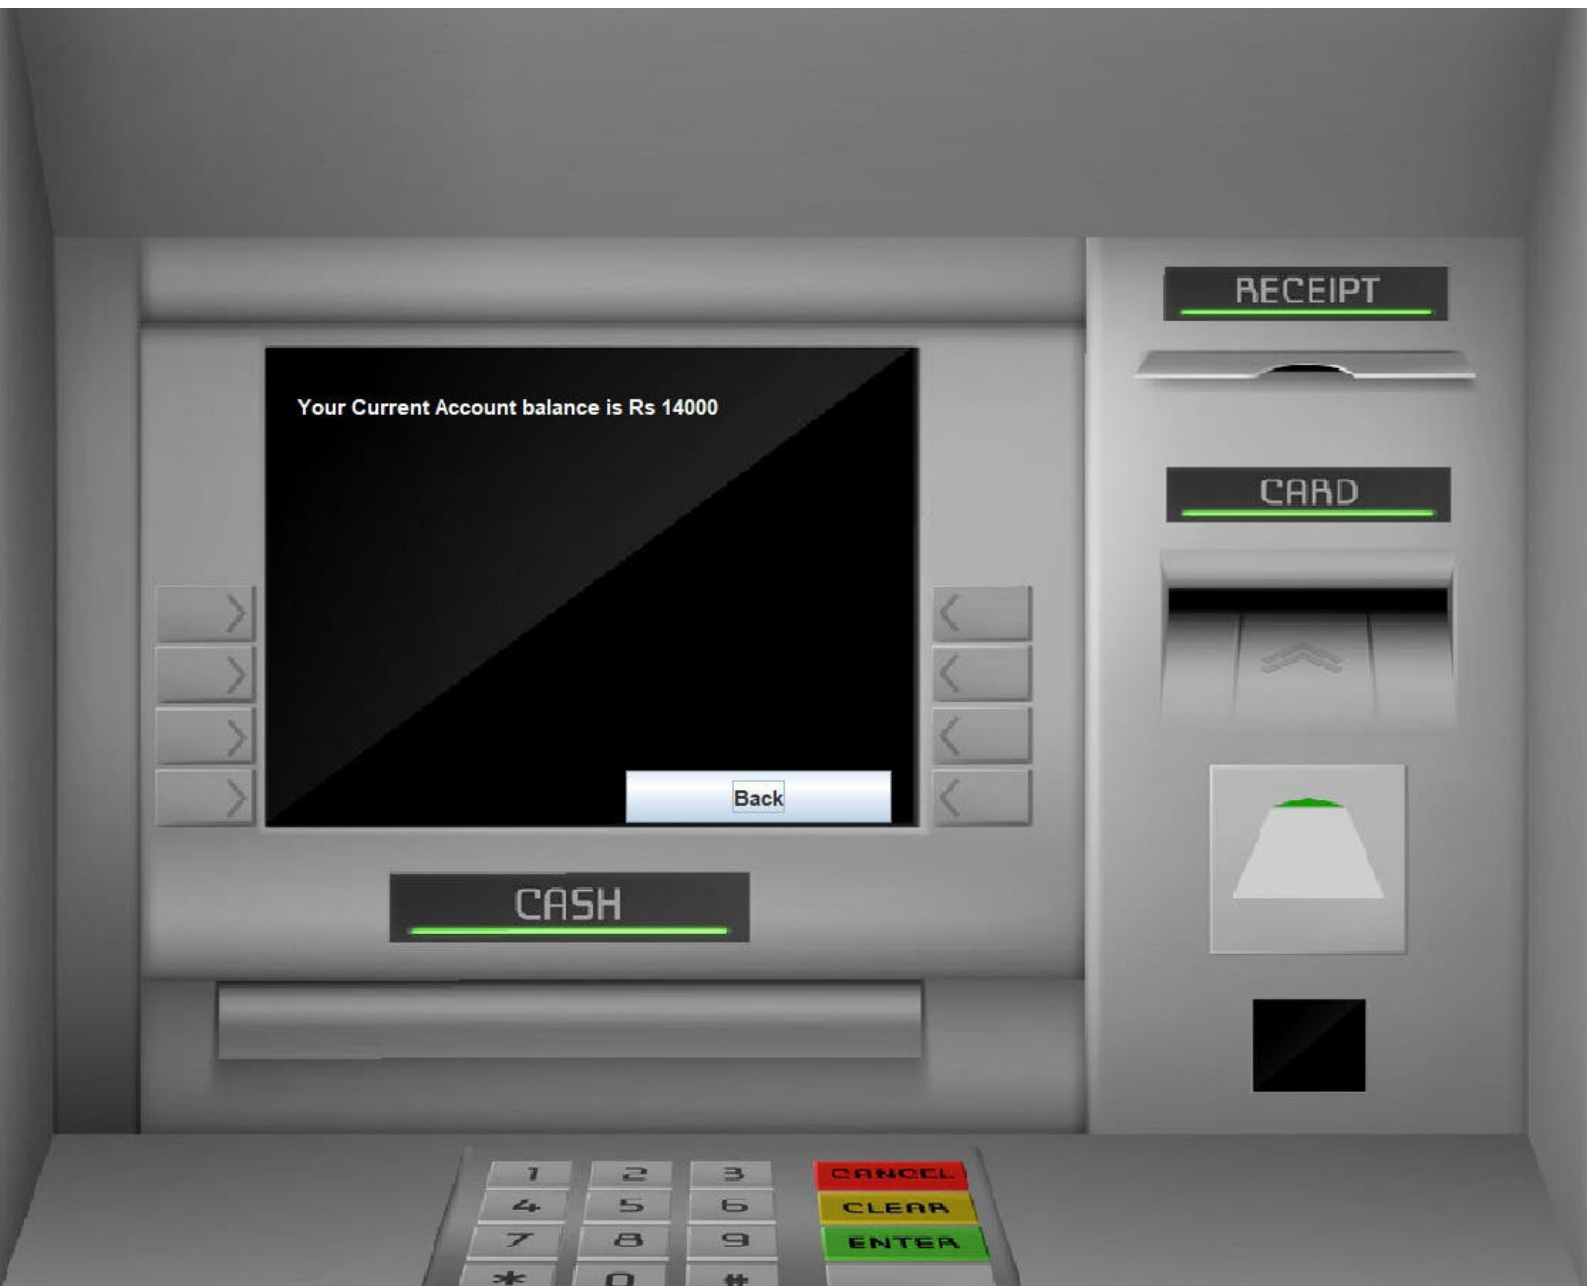 RECEIPT
Your Current Account balance is Rs 14000
CARD
Back
CASH
1 2 3 CANCEL
4 5 6 CLEAR
7 8 9 ENTER
* 0 #